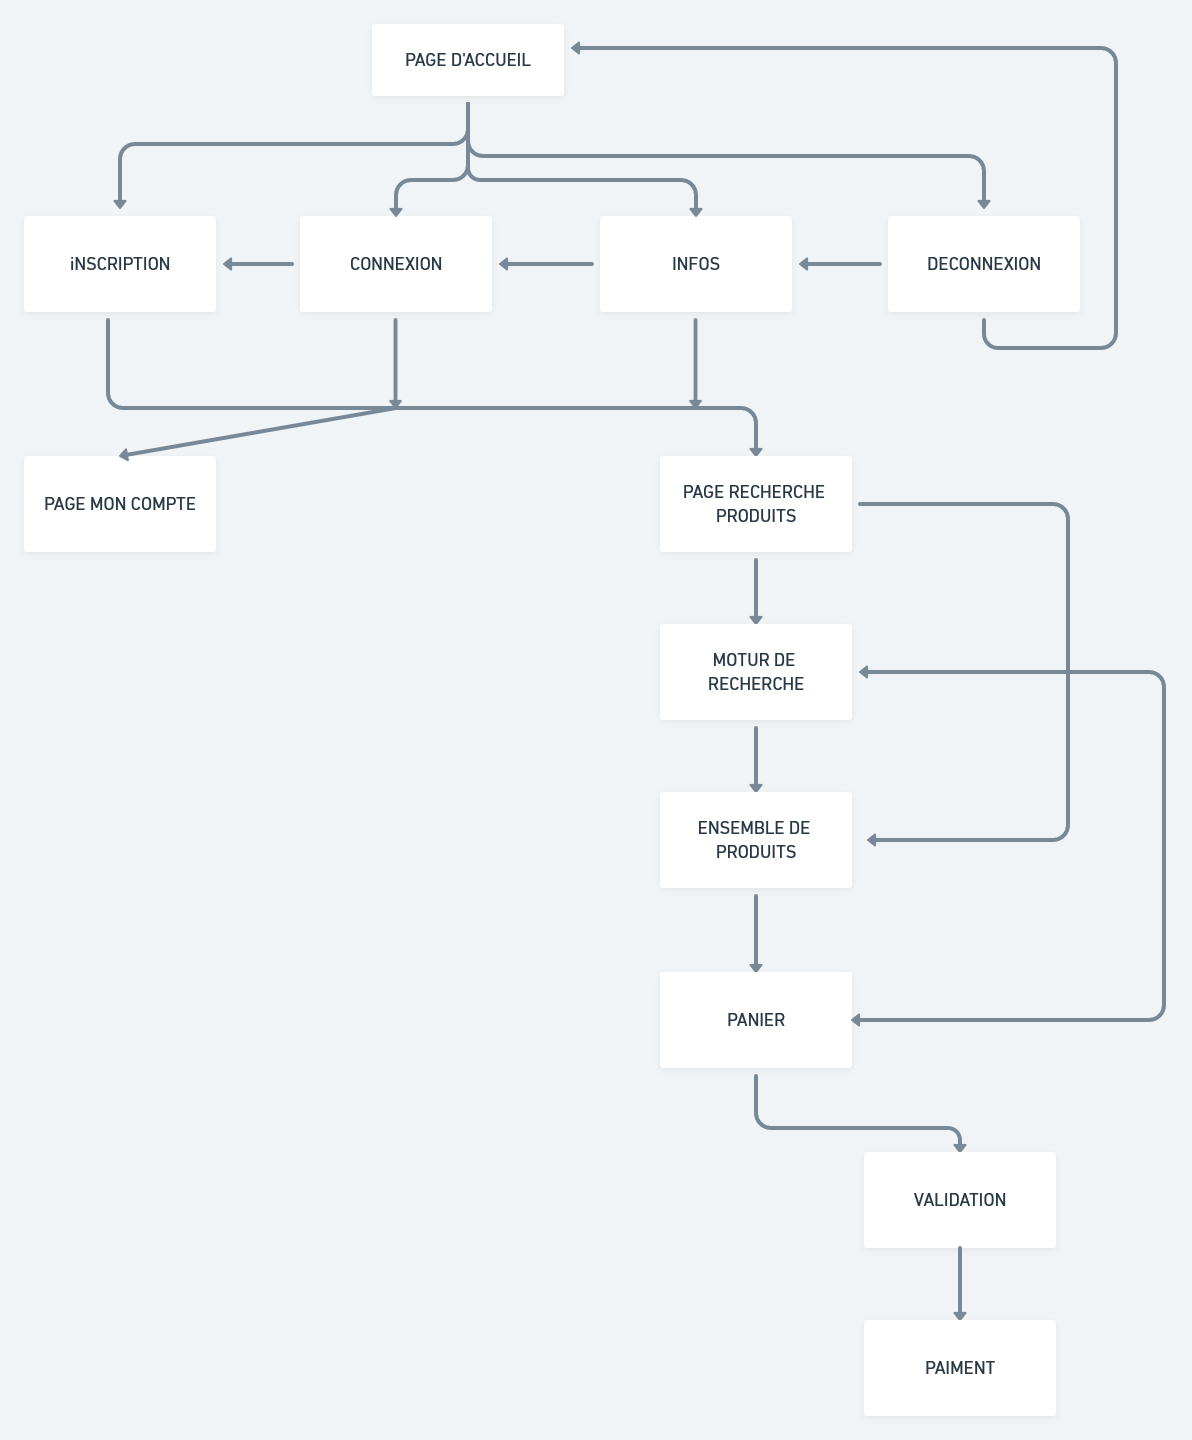 PAGE D'ACCUEIL
iNSCRIPTION
CONNEXION
INFOS
DECONNEXION
PAGE MON COMPTE
PAGE RECHERCHE
PRODUITS
MOTUR DE
RECHERCHE
ENSEMBLE DE
PRODUITS
PANIER
VALIDATION
PAIMENT